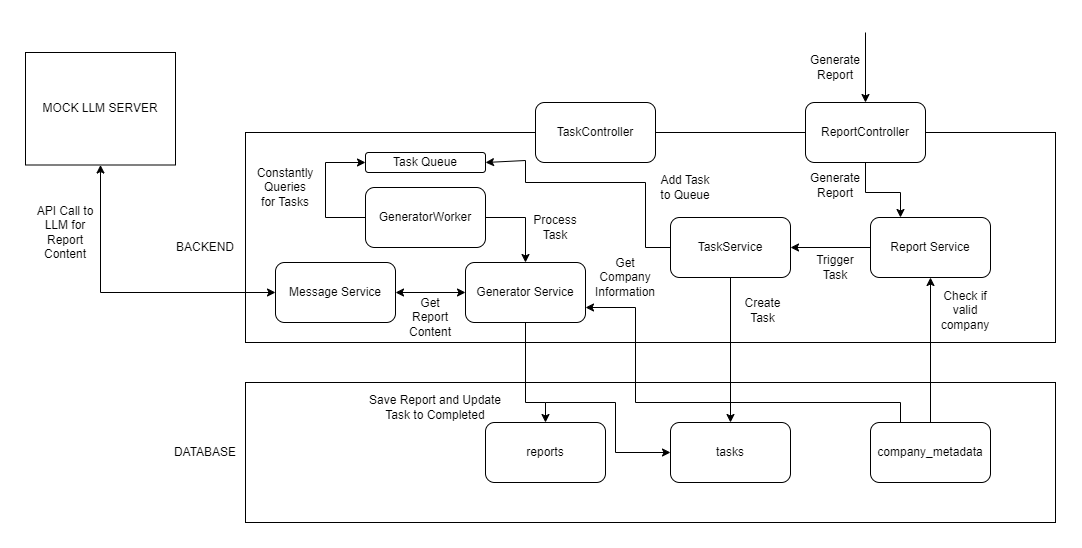 Generate
Report
MOCK LLM SERVER
TaskController
ReportController
Task Queue
Constantly
Queries
for Tasks
Add Task
to Queue
Generate
Report
API Call to
LLM for
Report
Content
GeneratorWorker
Process
Task
BACKEND
TaskService
Trigger
Task
Report Service
Get
Company
Information
Message Service
Get
Report
Content
Generator Service
Create
Task
Check if
valid
company
Save Report and Update
Task to Completed
DATABASE
reports
tasks
company_metadata